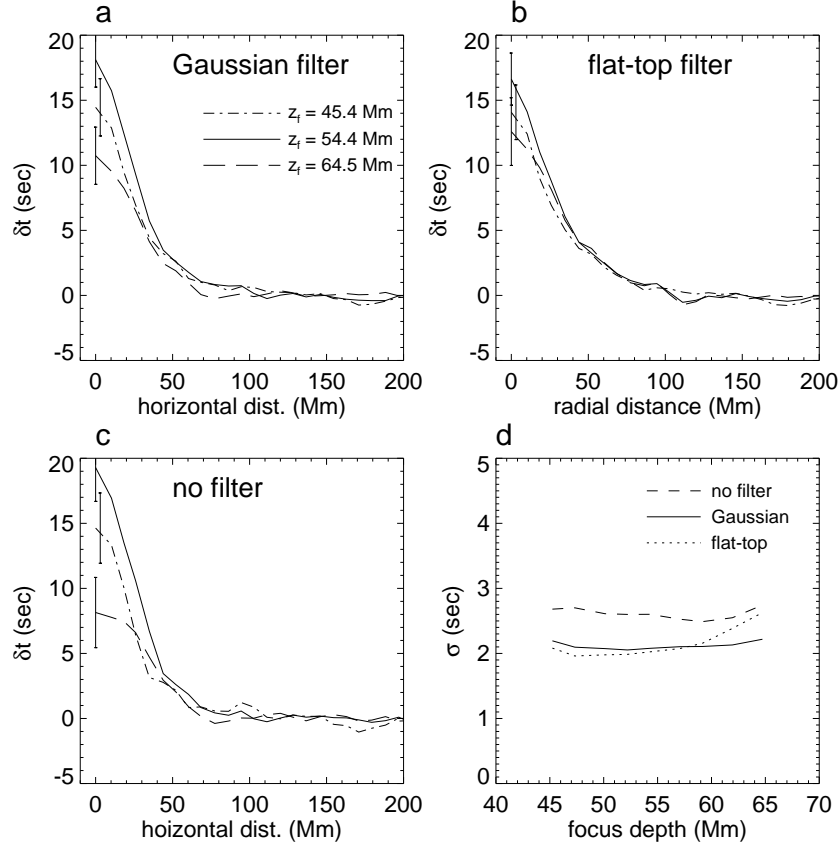 a
20
15
10
5
0
-5
δt (sec)
Gaussian filter
z_f = 45.4 Mm
z_f = 54.4 Mm
z_f = 64.5 Mm
0 50 100 150 200
horizontal dist. (Mm)
b
20
15
10
5
0
-5
δt (sec)
flat-top filter
0 50 100 150 200
radial distance (Mm)
c
20
15
10
5
0
-5
δt (sec)
no filter
0 50 100 150 200
hoizontal dist. (Mm)
d
5
4
3
2
1
0
σ (sec)
no filter
Gaussian
flat-top
40 45 50 55 60 65 70
focus depth (Mm)